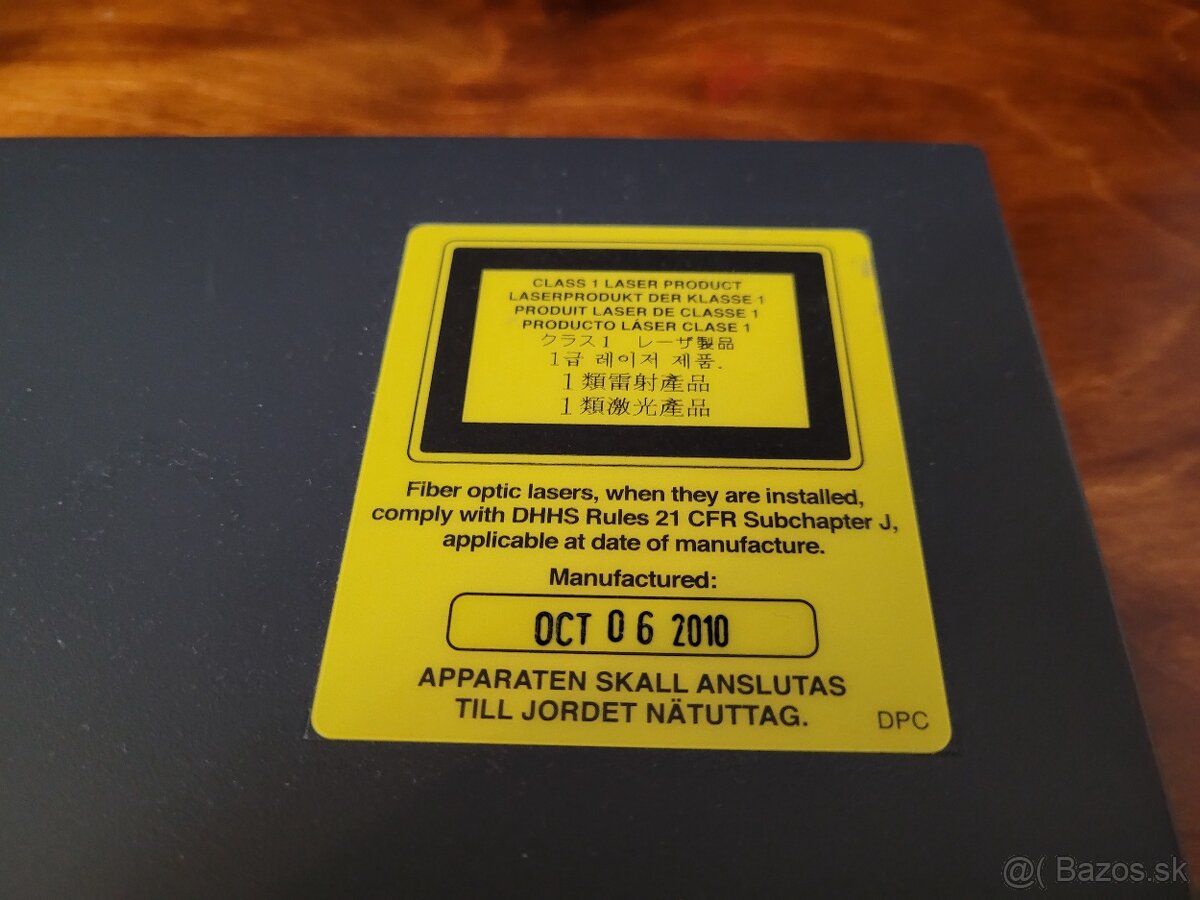 CLASS 1 LASER PRODUCT
LASERPRODUKT DER KLASSE 1
PRODUIT LASER DE CLASSE 1
PRODUCTO LÁSER CLASE 1
クラス1 レーザ製品
1급 레이저 제품.
1類雷射產品
1類激光產品
Fiber optic lasers, when they are installed,
comply with DHHS Rules 21 CFR Subchapter J,
applicable at date of manufacture.
Manufactured:
OCT 06 2010
APPARATEN SKALL ANSLUTAS
TILL JORDET NÄTUTTAG.
DPC
@( Bazos.sk